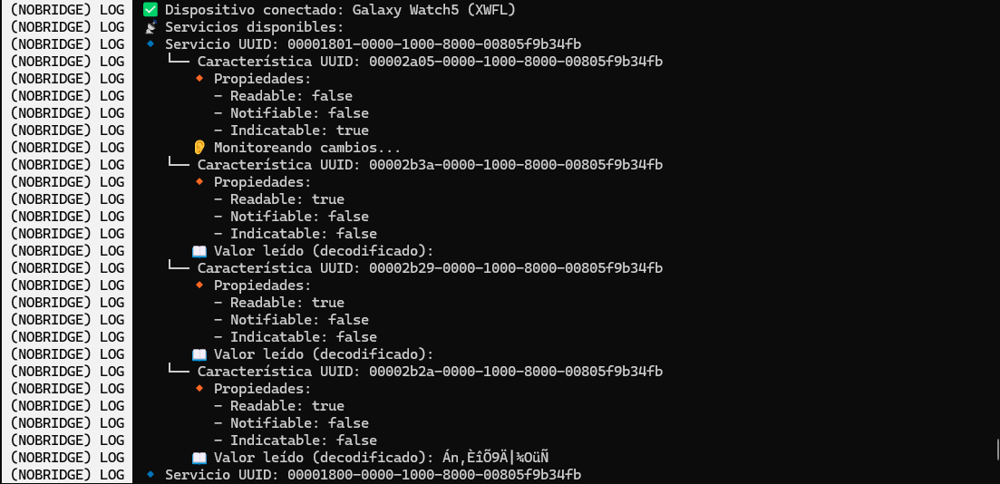 (NOBRIDGE) LOG ✅ Dispositivo conectado: Galaxy Watch5 (XWFL)
(NOBRIDGE) LOG 📡 Servicios disponibles:
(NOBRIDGE) LOG 🔹 Servicio UUID: 00001801-0000-1000-8000-00805f9b34fb
(NOBRIDGE) LOG └── Característica UUID: 00002a05-0000-1000-8000-00805f9b34fb
(NOBRIDGE) LOG 🔸 Propiedades:
(NOBRIDGE) LOG - Readable: false
(NOBRIDGE) LOG - Notifiable: false
(NOBRIDGE) LOG - Indicatable: true
(NOBRIDGE) LOG 👂 Monitoreando cambios...
(NOBRIDGE) LOG └── Característica UUID: 00002b3a-0000-1000-8000-00805f9b34fb
(NOBRIDGE) LOG 🔸 Propiedades:
(NOBRIDGE) LOG - Readable: true
(NOBRIDGE) LOG - Notifiable: false
(NOBRIDGE) LOG - Indicatable: false
(NOBRIDGE) LOG 📖 Valor leído (decodificado):
(NOBRIDGE) LOG └── Característica UUID: 00002b29-0000-1000-8000-00805f9b34fb
(NOBRIDGE) LOG 🔸 Propiedades:
(NOBRIDGE) LOG - Readable: true
(NOBRIDGE) LOG - Notifiable: false
(NOBRIDGE) LOG - Indicatable: false
(NOBRIDGE) LOG 📖 Valor leído (decodificado):
(NOBRIDGE) LOG └── Característica UUID: 00002b2a-0000-1000-8000-00805f9b34fb
(NOBRIDGE) LOG 🔸 Propiedades:
(NOBRIDGE) LOG - Readable: true
(NOBRIDGE) LOG - Notifiable: false
(NOBRIDGE) LOG - Indicatable: false
(NOBRIDGE) LOG 📖 Valor leído (decodificado): Án¸ÈîÕ9Ä|¾OüÑ
(NOBRIDGE) LOG 🔹 Servicio UUID: 00001800-0000-1000-8000-00805f9b34fb